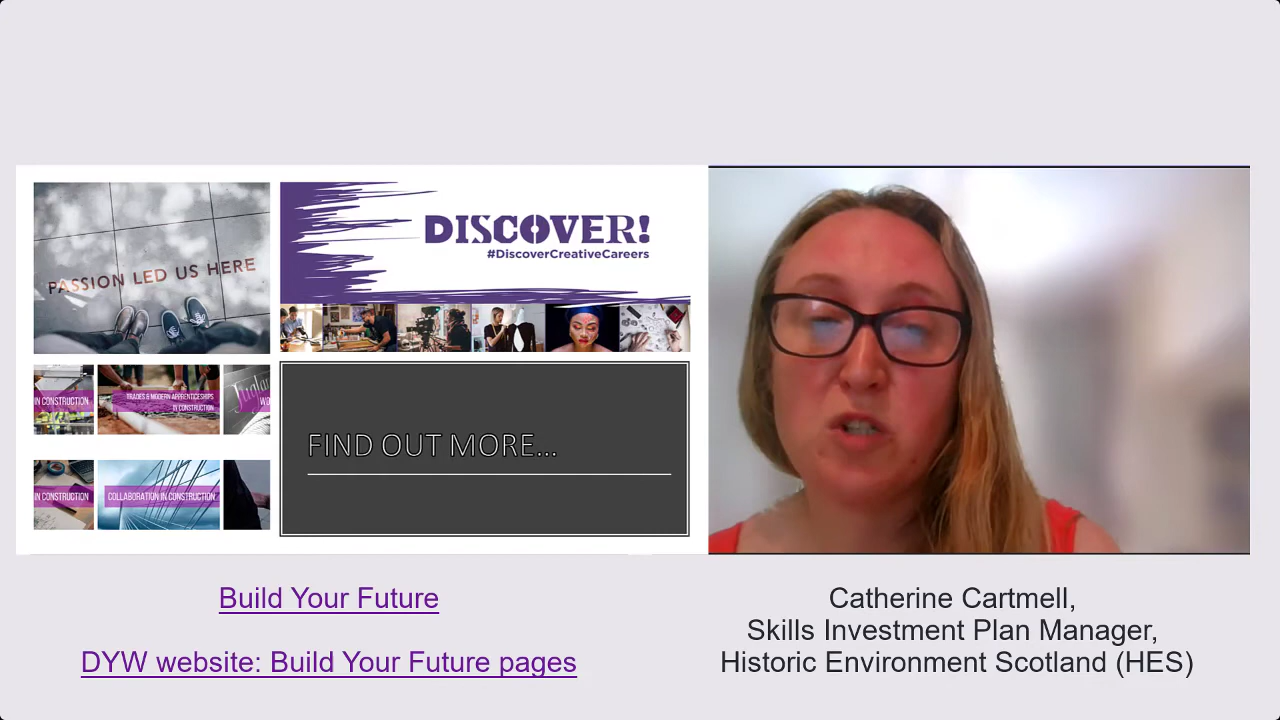 PASSION LED US HERE
DISCOVER!
#DiscoverCreativeCareers
IN CONSTRUCTION
TRADES & MODERN APPRENTICESHIPS
IN CONSTRUCTION
FIND OUT MORE...
IN CONSTRUCTION
COLLABORATION IN CONSTRUCTION
Build Your Future
DYW website: Build Your Future pages
Catherine Cartmell,
Skills Investment Plan Manager,
Historic Environment Scotland (HES)